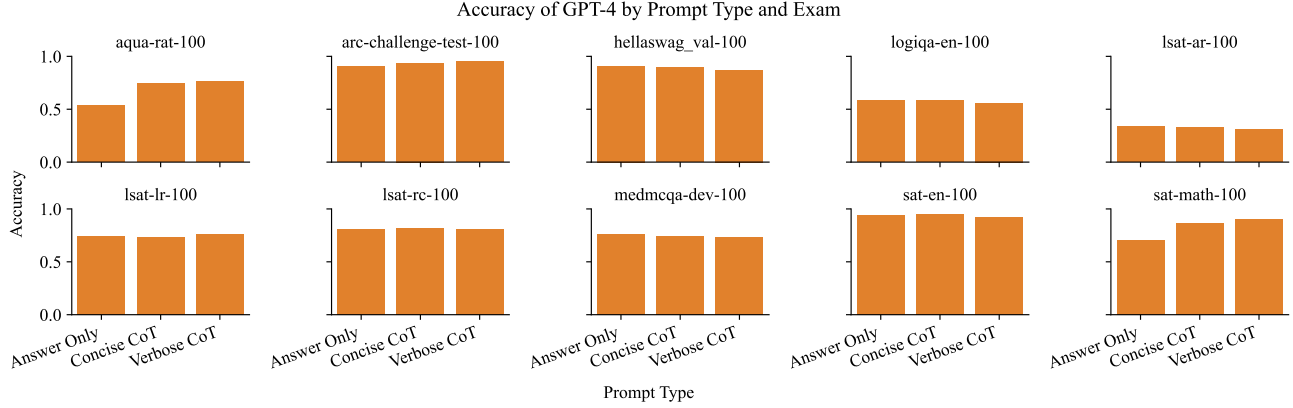 Accuracy of GPT-4 by Prompt Type and Exam
aqua-rat-100
arc-challenge-test-100
hellaswag_val-100
logiqa-en-100
lsat-ar-100
1.0
0.5
0.0
Accuracy
lsat-lr-100
lsat-rc-100
medmcqa-dev-100
sat-en-100
sat-math-100
1.0
0.5
0.0
Answer Only
Concise CoT
Verbose CoT
Answer Only
Concise CoT
Verbose CoT
Answer Only
Concise CoT
Verbose CoT
Answer Only
Concise CoT
Verbose CoT
Answer Only
Concise CoT
Verbose CoT
Prompt Type